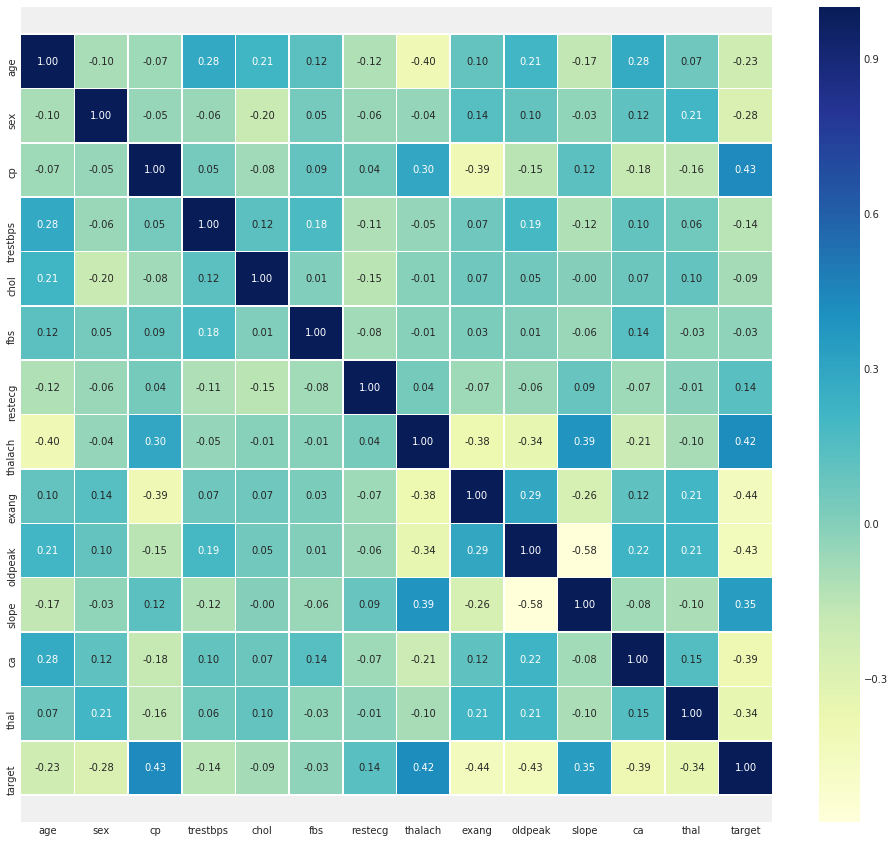 age 1.00 -0.10 -0.07 0.28 0.21 0.12 -0.12 -0.40 0.10 0.21 -0.17 0.28 0.07 -0.23
sex -0.10 1.00 -0.05 -0.06 -0.20 0.05 -0.06 -0.04 0.14 0.10 -0.03 0.12 0.21 -0.28
cp -0.07 -0.05 1.00 0.05 -0.08 0.09 0.04 0.30 -0.39 -0.15 0.12 -0.18 -0.16 0.43
trestbps 0.28 -0.06 0.05 1.00 0.12 0.18 -0.11 -0.05 0.07 0.19 -0.12 0.10 0.06 -0.14
chol 0.21 -0.20 -0.08 0.12 1.00 0.01 -0.15 -0.01 0.07 0.05 -0.00 0.07 0.10 -0.09
fbs 0.12 0.05 0.09 0.18 0.01 1.00 -0.08 -0.01 0.03 0.01 -0.06 0.14 -0.03 -0.03
restecg -0.12 -0.06 0.04 -0.11 -0.15 -0.08 1.00 0.04 -0.07 -0.06 0.09 -0.07 -0.01 0.14
thalach -0.40 -0.04 0.30 -0.05 -0.01 -0.01 0.04 1.00 -0.38 -0.34 0.39 -0.21 -0.10 0.42
exang 0.10 0.14 -0.39 0.07 0.07 0.03 -0.07 -0.38 1.00 0.29 -0.26 0.12 0.21 -0.44
oldpeak 0.21 0.10 -0.15 0.19 0.05 0.01 -0.06 -0.34 0.29 1.00 -0.58 0.22 0.21 -0.43
slope -0.17 -0.03 0.12 -0.12 -0.00 -0.06 0.09 0.39 -0.26 -0.58 1.00 -0.08 -0.10 0.35
ca 0.28 0.12 -0.18 0.10 0.07 0.14 -0.07 -0.21 0.12 0.22 -0.08 1.00 0.15 -0.39
thal 0.07 0.21 -0.16 0.06 0.10 -0.03 -0.01 -0.10 0.21 0.21 -0.10 0.15 1.00 -0.34
target -0.23 -0.28 0.43 -0.14 -0.09 -0.03 0.14 0.42 -0.44 -0.43 0.35 -0.39 -0.34 1.00
age sex cp trestbps chol fbs restecg thalach exang oldpeak slope ca thal target
0.9
0.6
0.3
0.0
−0.3